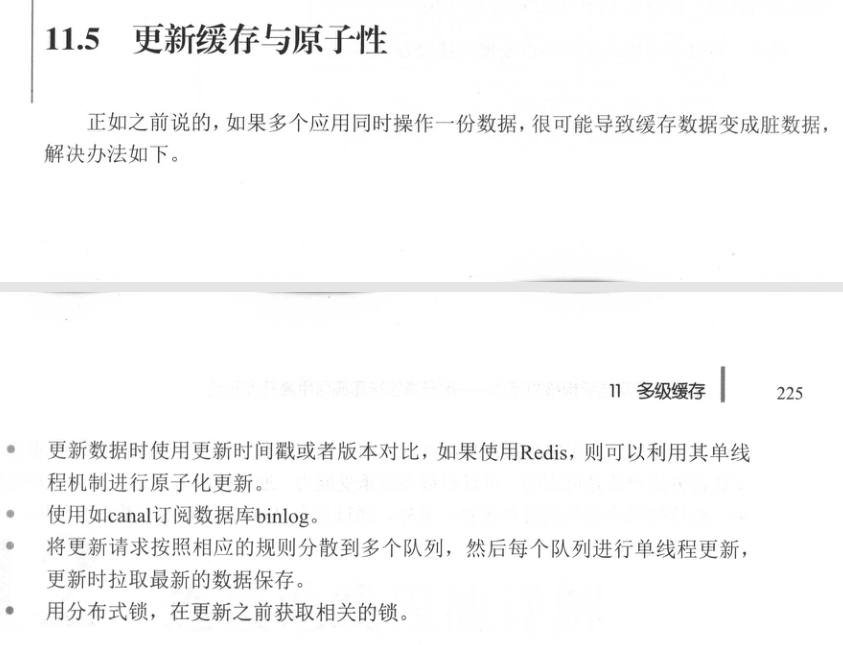 11.5 更新缓存与原子性
正如之前说的，如果多个应用同时操作一份数据，很可能导致缓存数据变成脏数据，
解决办法如下。
11 多级缓存 225
• 更新数据时使用更新时间戳或者版本对比，如果使用Redis，则可以利用其单线
程机制进行原子化更新。
• 使用如canal订阅数据库binlog。
• 将更新请求按照相应的规则分散到多个队列，然后每个队列进行单线程更新，
更新时拉取最新的数据保存。
• 用分布式锁，在更新之前获取相关的锁。